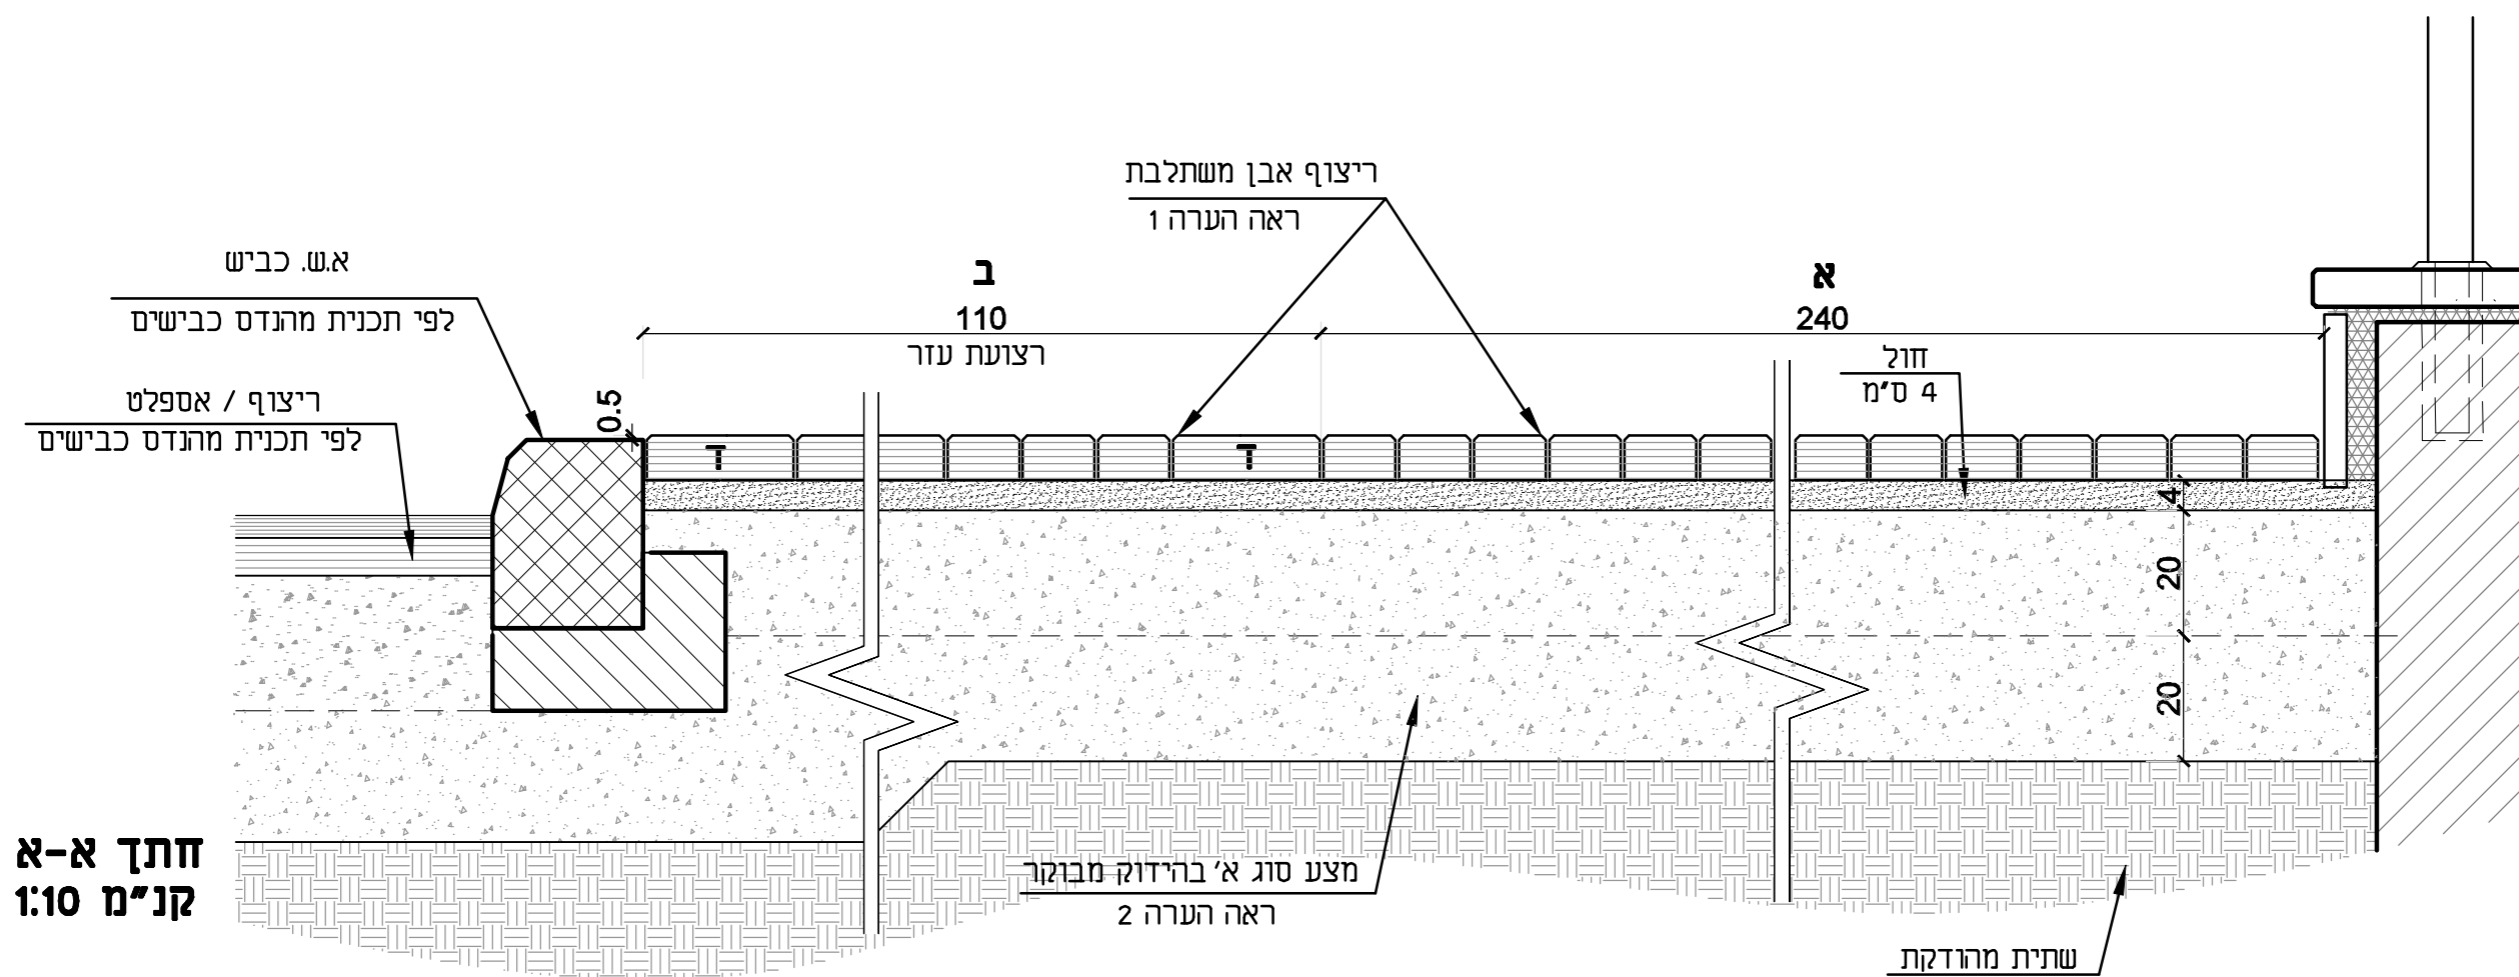 ריצוף אבן משתלבת
ראה הערה 1
א.ש. כביש
לפי תכנית מהנדס כבישים
ב
א
110
240
רצועת עזר
חול
4 ס"מ
ריצוף / אספלט
לפי תכנית מהנדס כבישים
0.5
ד
ד
4
20
20
חתך א-א
קנ"מ 1:10
מצע סוג א' בהידוק מבוקר
ראה הערה 2
שתית מהודקת